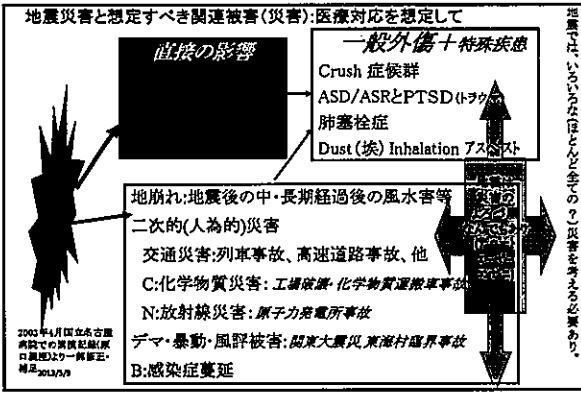 地震災害と想定すべき関連被害(災害):医療対応を想定して
直接の影響
一般外傷+特殊疾患
Crush 症候群
ASD/ASRとPTSD(トラウマ)
肺塞栓症
Dust (埃) Inhalation アスベスト
地崩れ:地震後の中・長期経過後の風水害等
二次的(人為的)災害
交通災害:列車事故、高速道路事故、他
C:化学物質災害:工場破壊・化学物質運搬車事故
N:放射線災害:原子力発電所事故
デマ・暴動・風評被害:関東大震災,東海村臨界事故
B:感染症蔓延
地震では、いろいろな(ほとんど全ての?)災害を考える必要あり。
2003年4月国立名古屋
病院での講演記録(原
口義座)より一部修正・
補足2013/5/9